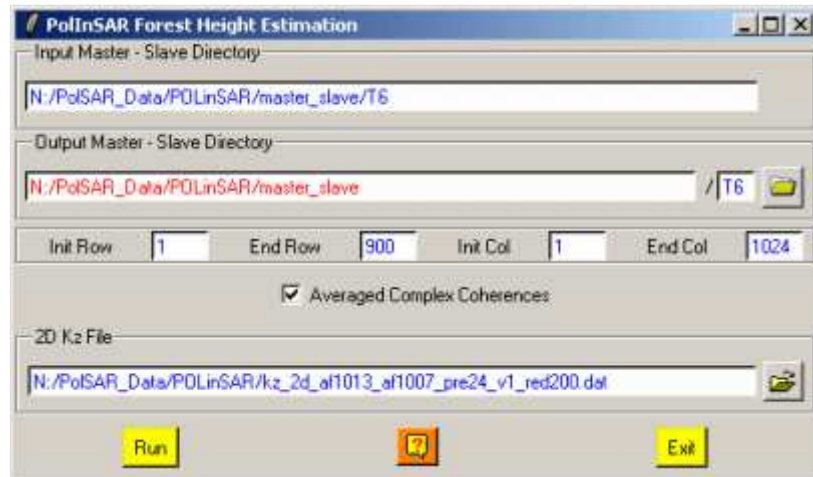 PolInSAR Forest Height Estimation
Input Master - Slave Directory
N:/PolSAR_Data/POLinSAR/master_slave/T6
Output Master - Slave Directory
N:/PolSAR_Data/POLinSAR/master_slave / T6
Init Row 1 End Row 900 Init Col 1 End Col 1024
Averaged Complex Coherences
2D Kz File
N:/PolSAR_Data/POLinSAR/kz_2d_af1013_af1007_pre24_v1_red200.dat
Run ? Exit